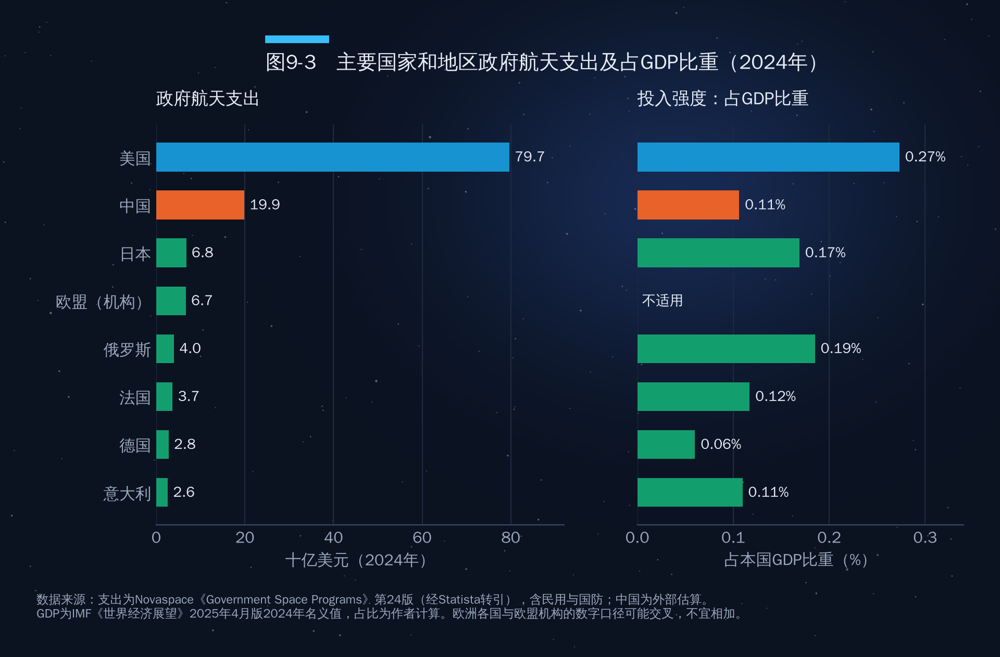 图9-3　主要国家和地区政府航天支出及占GDP比重（2024年）
政府航天支出
美国 79.7
中国 19.9
日本 6.8
欧盟（机构） 6.7
俄罗斯 4.0
法国 3.7
德国 2.8
意大利 2.6
0 20 40 60 80
十亿美元（2024年）
投入强度：占GDP比重
0.27%
0.11%
0.17%
不适用
0.19%
0.12%
0.06%
0.11%
0.0 0.1 0.2 0.3
占本国GDP比重（%）
数据来源：支出为Novaspace《Government Space Programs》第24版（经Statista转引），含民用与国防；中国为外部估算。
GDP为IMF《世界经济展望》2025年4月版2024年名义值，占比为作者计算。欧洲各国与欧盟机构的数字口径可能交叉，不宜相加。